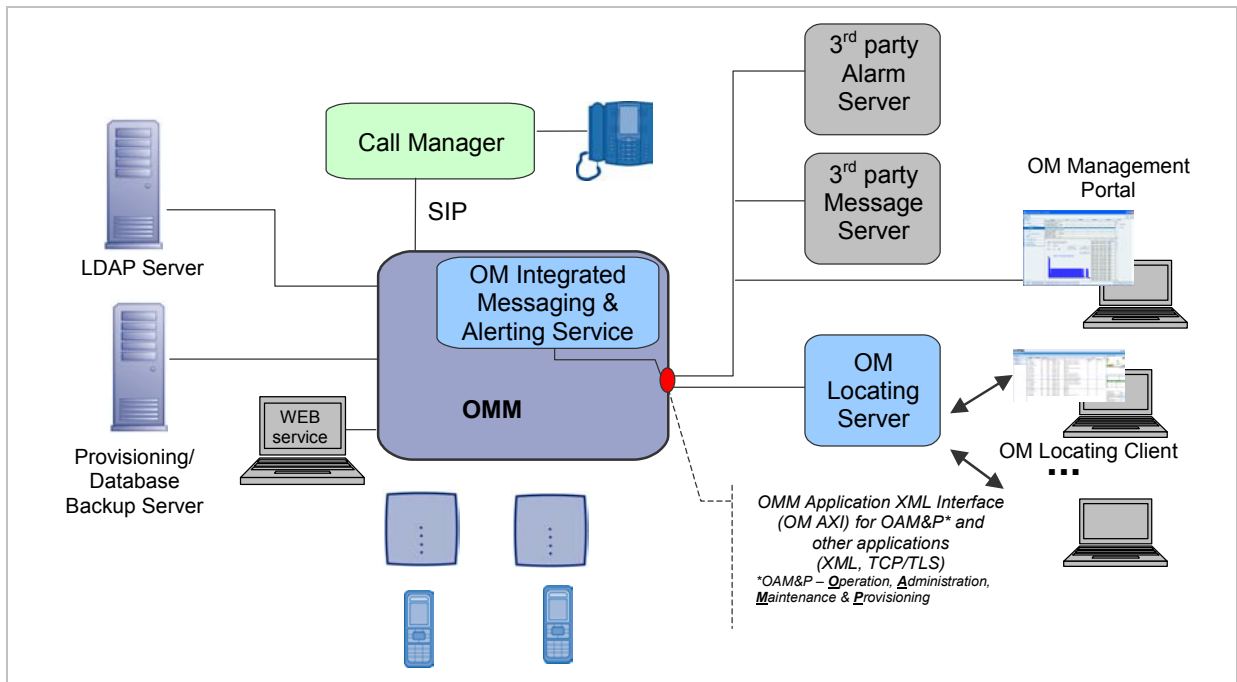 3rd party
Alarm
Server
Call Manager
SIP
LDAP Server
OM Integrated
Messaging &
Alerting Service
3rd party
Message
Server
OM Management
Portal
OMM
WEB
service
OM
Locating
Server
OM Locating Client
...
Provisioning/
Database
Backup Server
OMM Application XML Interface
(OM AXI) for OAM&P* and
other applications
(XML, TCP/TLS)
*OAM&P – Operation, Administration,
Maintenance & Provisioning